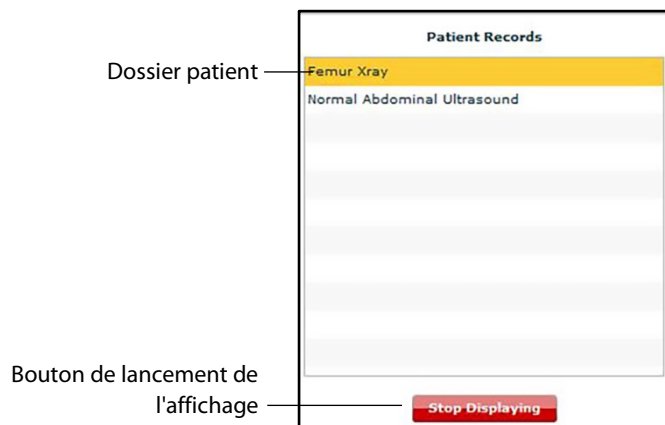 Patient Records
Dossier patient
Femur Xray
Normal Abdominal Ultrasound
Bouton de lancement de
l'affichage
Stop Displaying